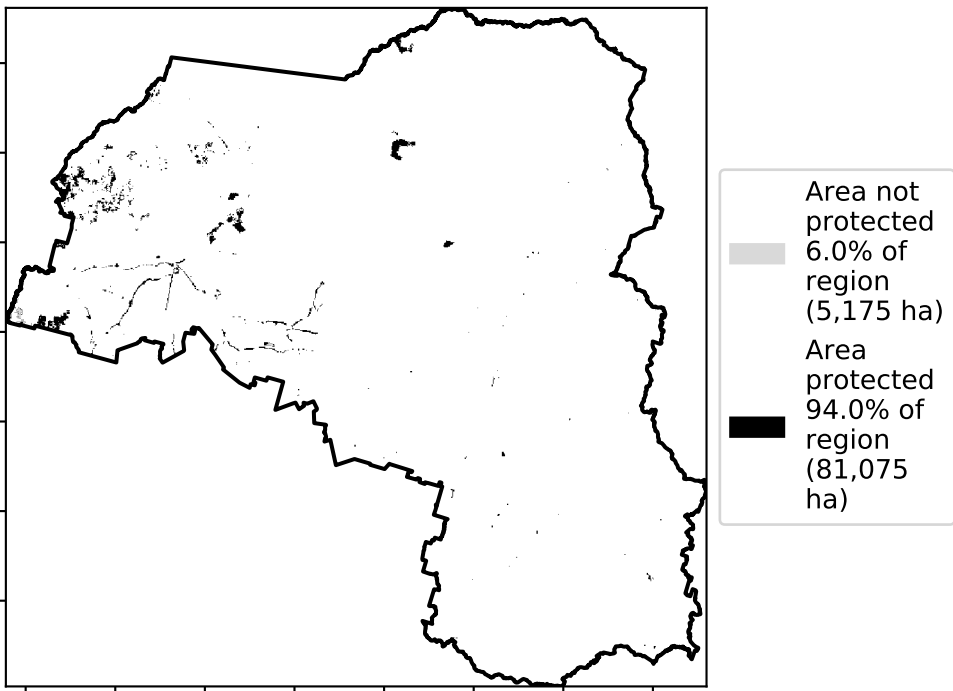 Area not
protected
6.0% of
region
(5,175 ha)
Area
protected
94.0% of
region
(81,075
ha)